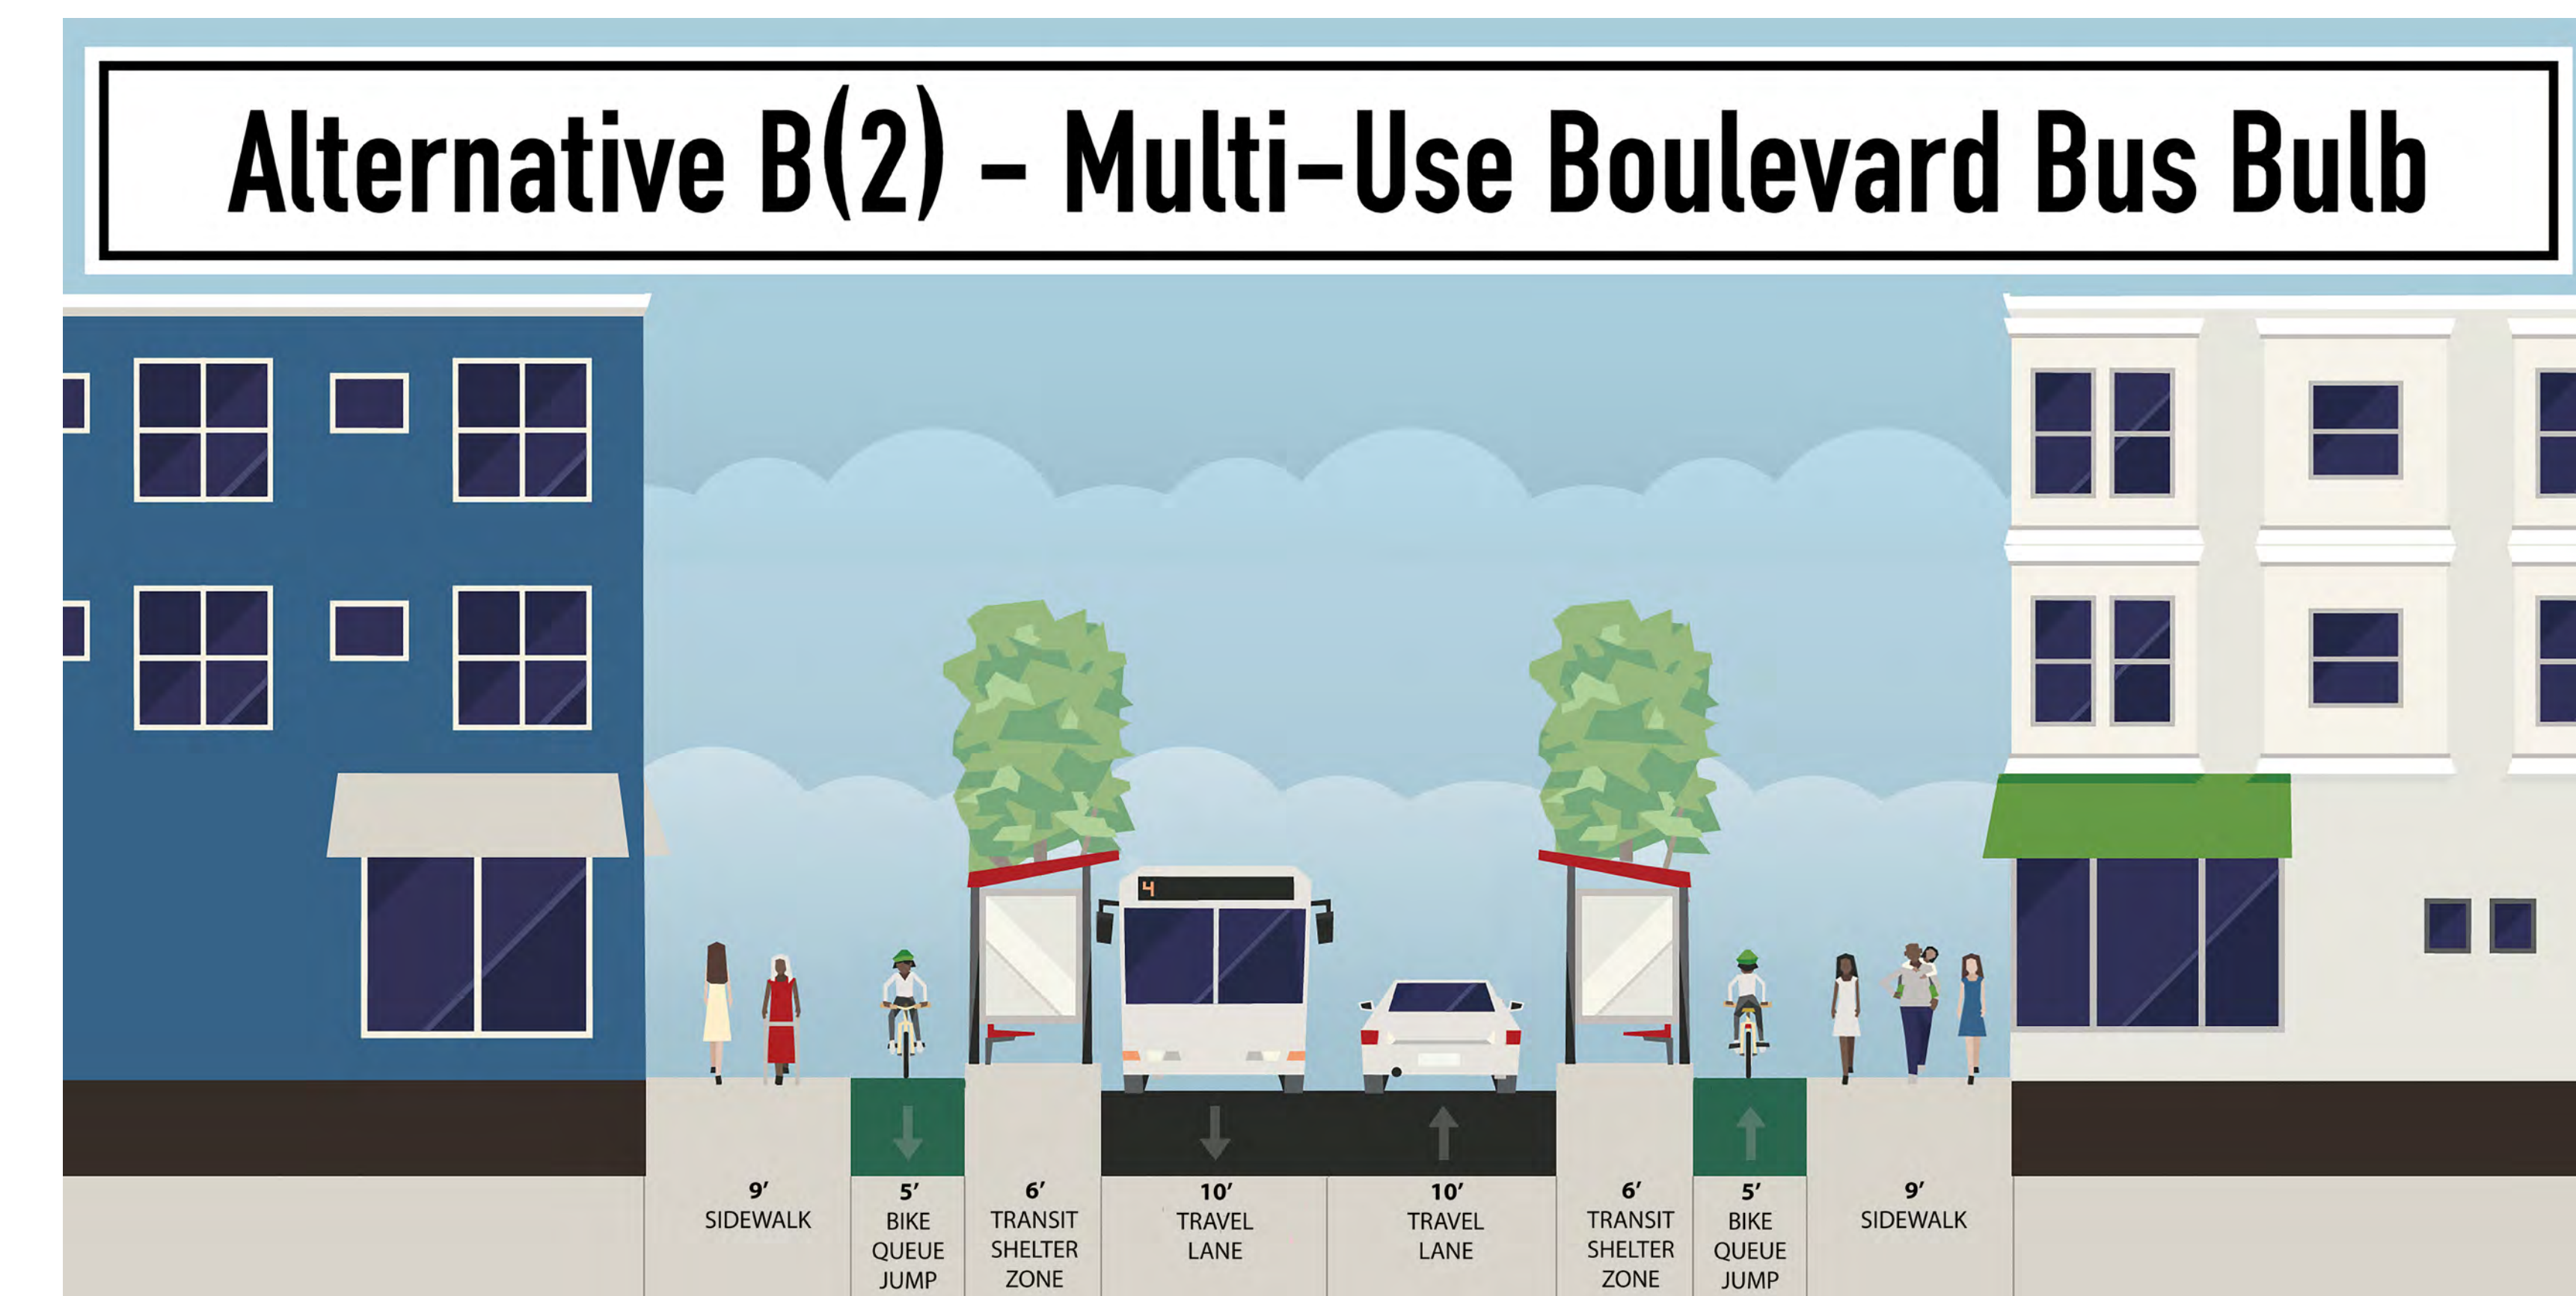 Alternative B(2) – Multi–Use Boulevard Bus Bulb
4
9′
SIDEWALK
5′
BIKE
QUEUE
JUMP
6′
TRANSIT
SHELTER
ZONE
10′
TRAVEL
LANE
10′
TRAVEL
LANE
6′
TRANSIT
SHELTER
ZONE
5′
BIKE
QUEUE
JUMP
9′
SIDEWALK